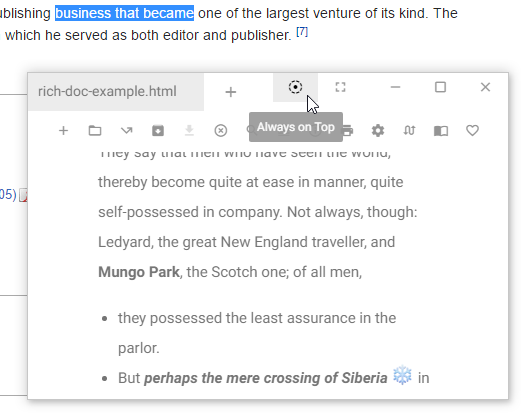 ublishing business that became one of the largest venture of its kind. The
which he served as both editor and publisher. [7]
rich-doc-example.html
Always on Top
They say that men who have seen the world,
thereby become quite at ease in manner, quite
05)
self-possessed in company. Not always, though:
Ledyard, the great New England traveller, and
Mungo Park, the Scotch one; of all men,
they possessed the least assurance in the
parlor.
But perhaps the mere crossing of Siberia ❄️ in